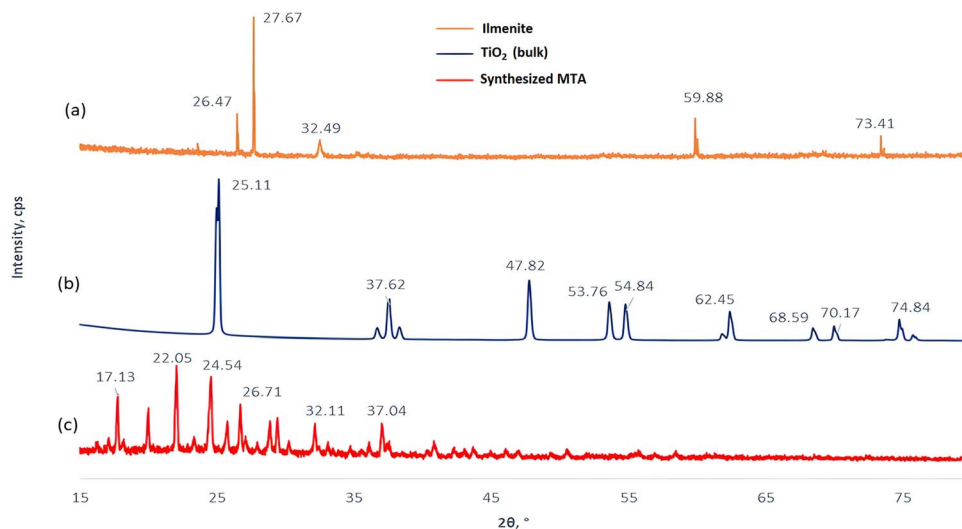 27.67
Ilmenite
TiO₂ (bulk)
Synthesized MTA
(a)
26.47
32.49
59.88
73.41
25.11
Intensity, cps
(b)
37.62
47.82
53.76
54.84
62.45
68.59
70.17
74.84
(c)
17.13
22.05
24.54
26.71
32.11
37.04
15 25 35 45 55 65 75
2θ, °